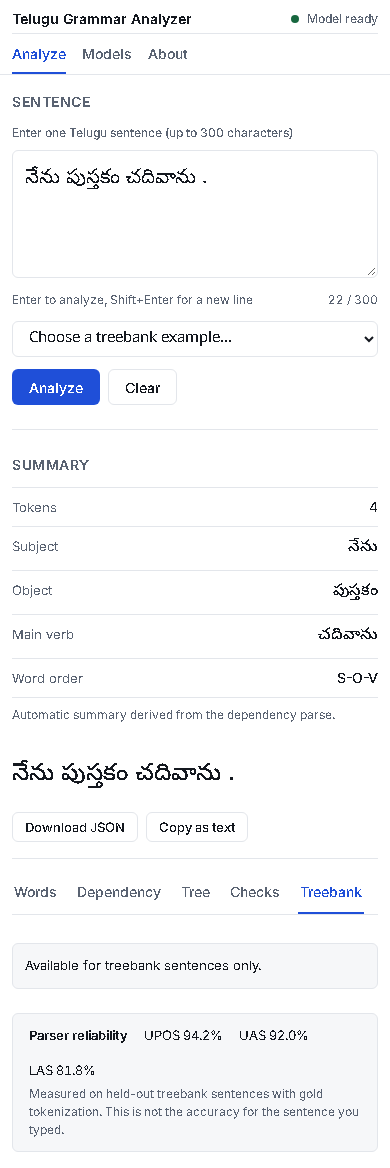 Telugu Grammar Analyzer
Model ready
Analyze Models About
SENTENCE
Enter one Telugu sentence (up to 300 characters)
నేను పుస్తకం చదివాను .
Enter to analyze, Shift+Enter for a new line 22 / 300
Choose a treebank example...
Analyze Clear
SUMMARY
Tokens 4
Subject నేను
Object పుస్తకం
Main verb చదివాను
Word order S-O-V
Automatic summary derived from the dependency parse.
నేను పుస్తకం చదివాను .
Download JSON Copy as text
Words Dependency Tree Checks Treebank
Available for treebank sentences only.
Parser reliability UPOS 94.2% UAS 92.0%
LAS 81.8%
Measured on held-out treebank sentences with gold
tokenization. This is not the accuracy for the sentence you
typed.